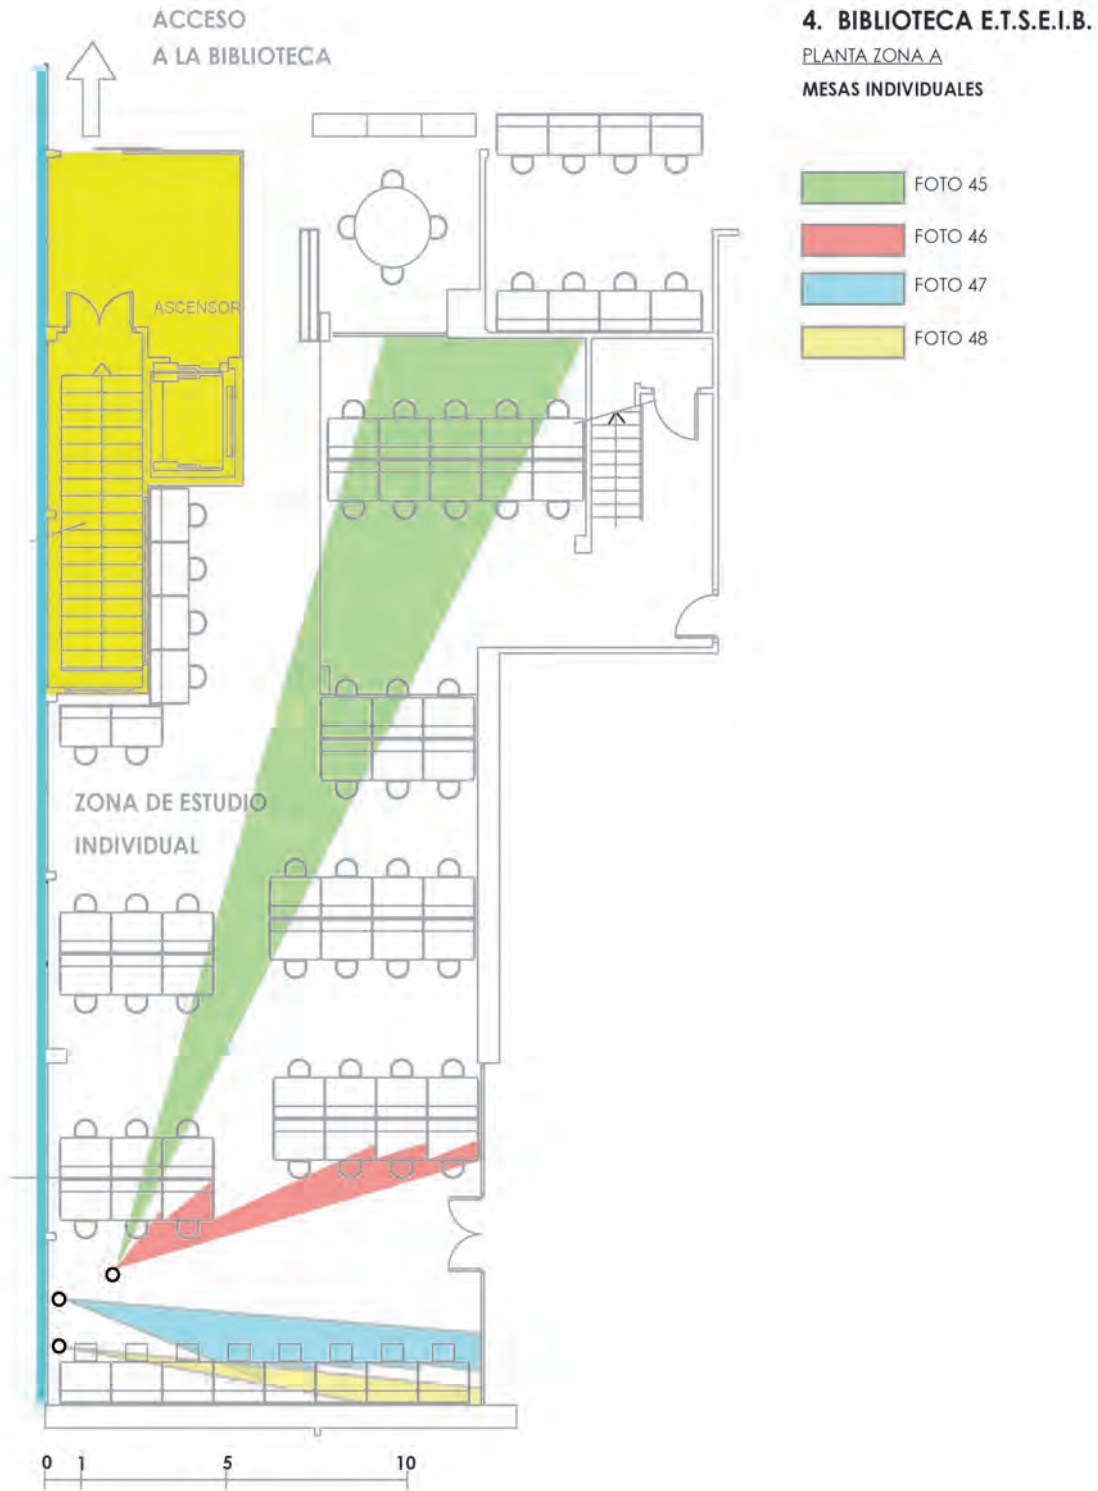 ACCESO
A LA BIBLIOTECA
4. BIBLIOTECA E.T.S.E.I.B.
PLANTA ZONA A
MESAS INDIVIDUALES
FOTO 45
FOTO 46
FOTO 47
FOTO 48
ASCENSOR
ZONA DE ESTUDIO
INDIVIDUAL
0 1 5 10